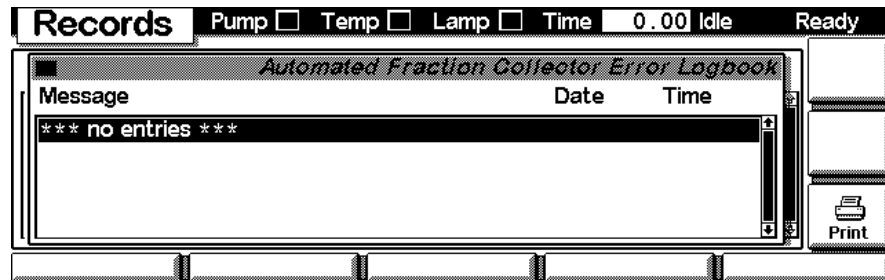 Records Pump Temp Lamp Time 0.00 Idle Ready
Automated Fraction Collector Error Logbook
Message Date Time
*** no entries ***
Print